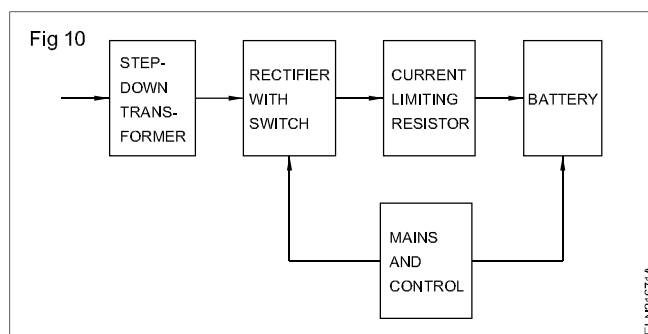 Fig 10
STEP-
DOWN
TRANS-
FORMER
RECTIFIER
WITH
SWITCH
CURRENT
LIMITING
RESISTOR
BATTERY
MAINS
AND
CONTROL